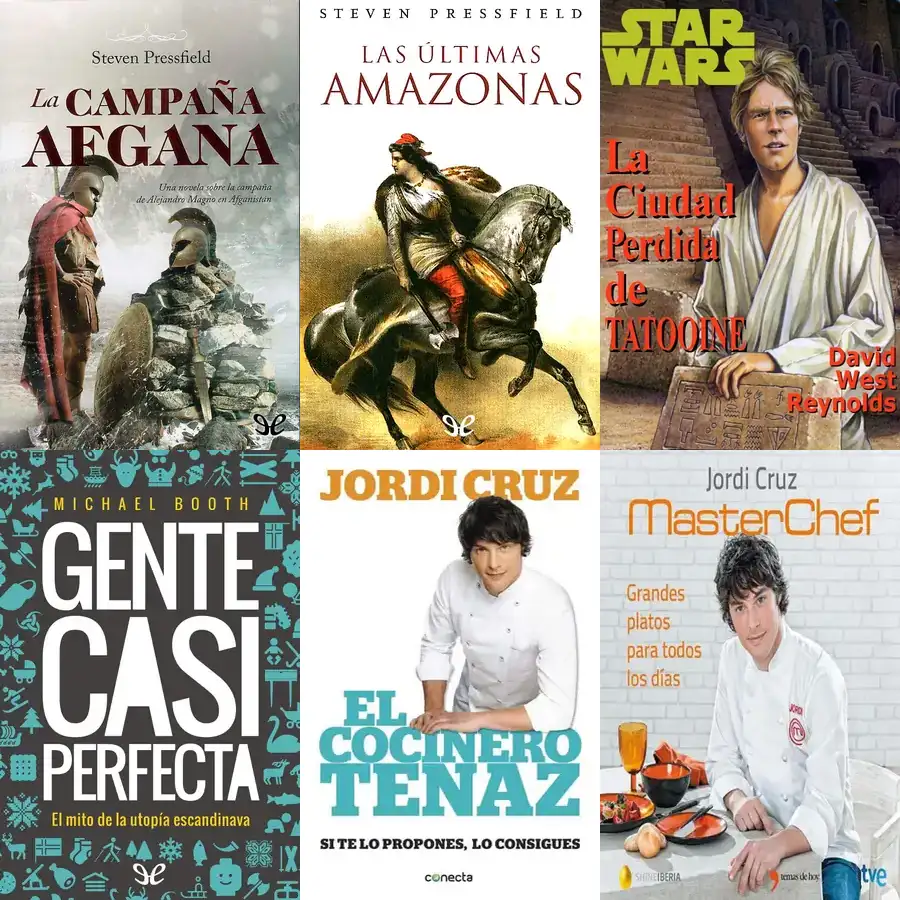 Steven Pressfield
La CAMPAÑA
AFGANA
Una novela sobre la campaña
de Alejandro Magno en Afganistán
STEVEN PRESSFIELD
LAS ÚLTIMAS
AMAZONAS
STAR
WARS
La
Ciudad
Perdida
de
TATOOINE
David
West
Reynolds
MICHAEL BOOTH
GENTE
CASI
PERFECTA
El mito de la utopía escandinava
JORDI CRUZ
EL
COCINERO
TENAZ
SI TE LO PROPONES, LO CONSIGUES
conecta
Jordi Cruz
MasterChef
Grandes
platos
para todos
los días
JORDI
SHINEIBERIA
temas de hoy
tve